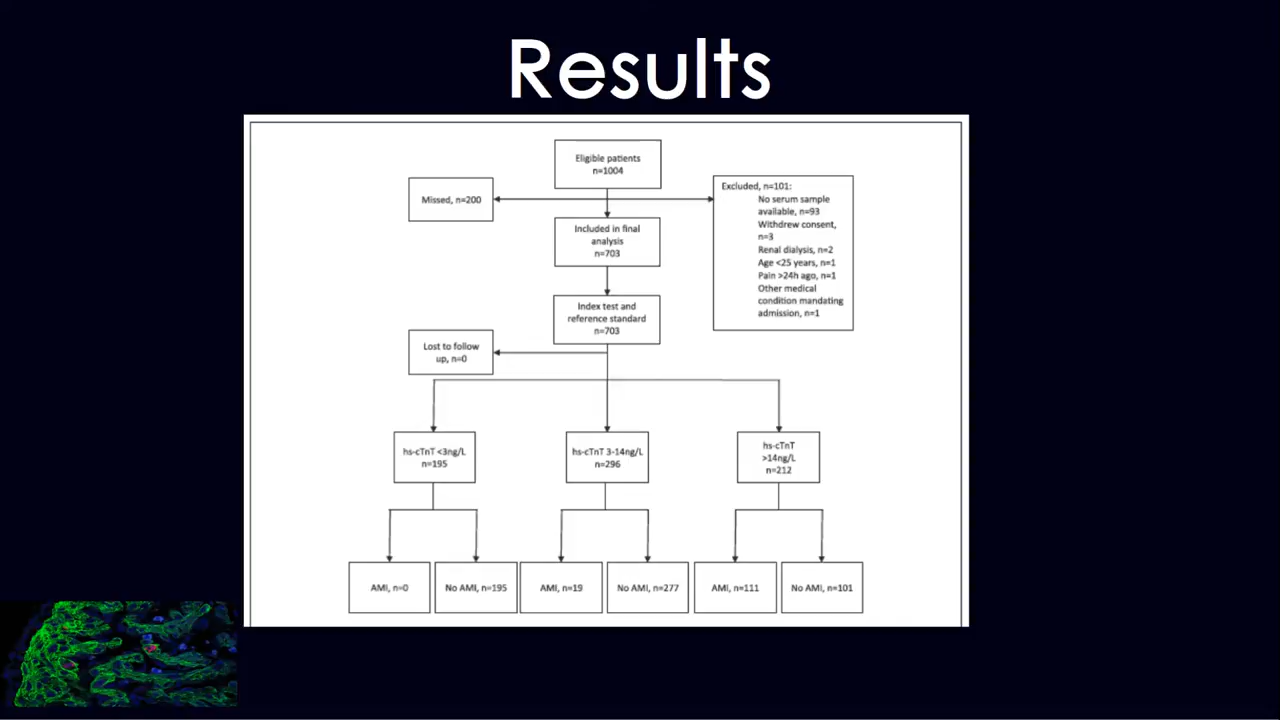 Results
Eligible patients
n=1004
Missed, n=200
Excluded, n=101:
No serum sample
available, n=93
Withdrew consent,
n=3
Renal dialysis, n=2
Age <25 years, n=1
Pain >24h ago, n=1
Other medical
condition mandating
admission, n=1
Included in final
analysis
n=703
Index test and
reference standard
n=703
Lost to follow
up, n=0
hs-cTnT <3ng/L
n=195
hs-cTnT 3-14ng/L
n=296
hs-cTnT
>14ng/L
n=212
AMI, n=0
No AMI, n=195
AMI, n=19
No AMI, n=277
AMI, n=111
No AMI, n=101